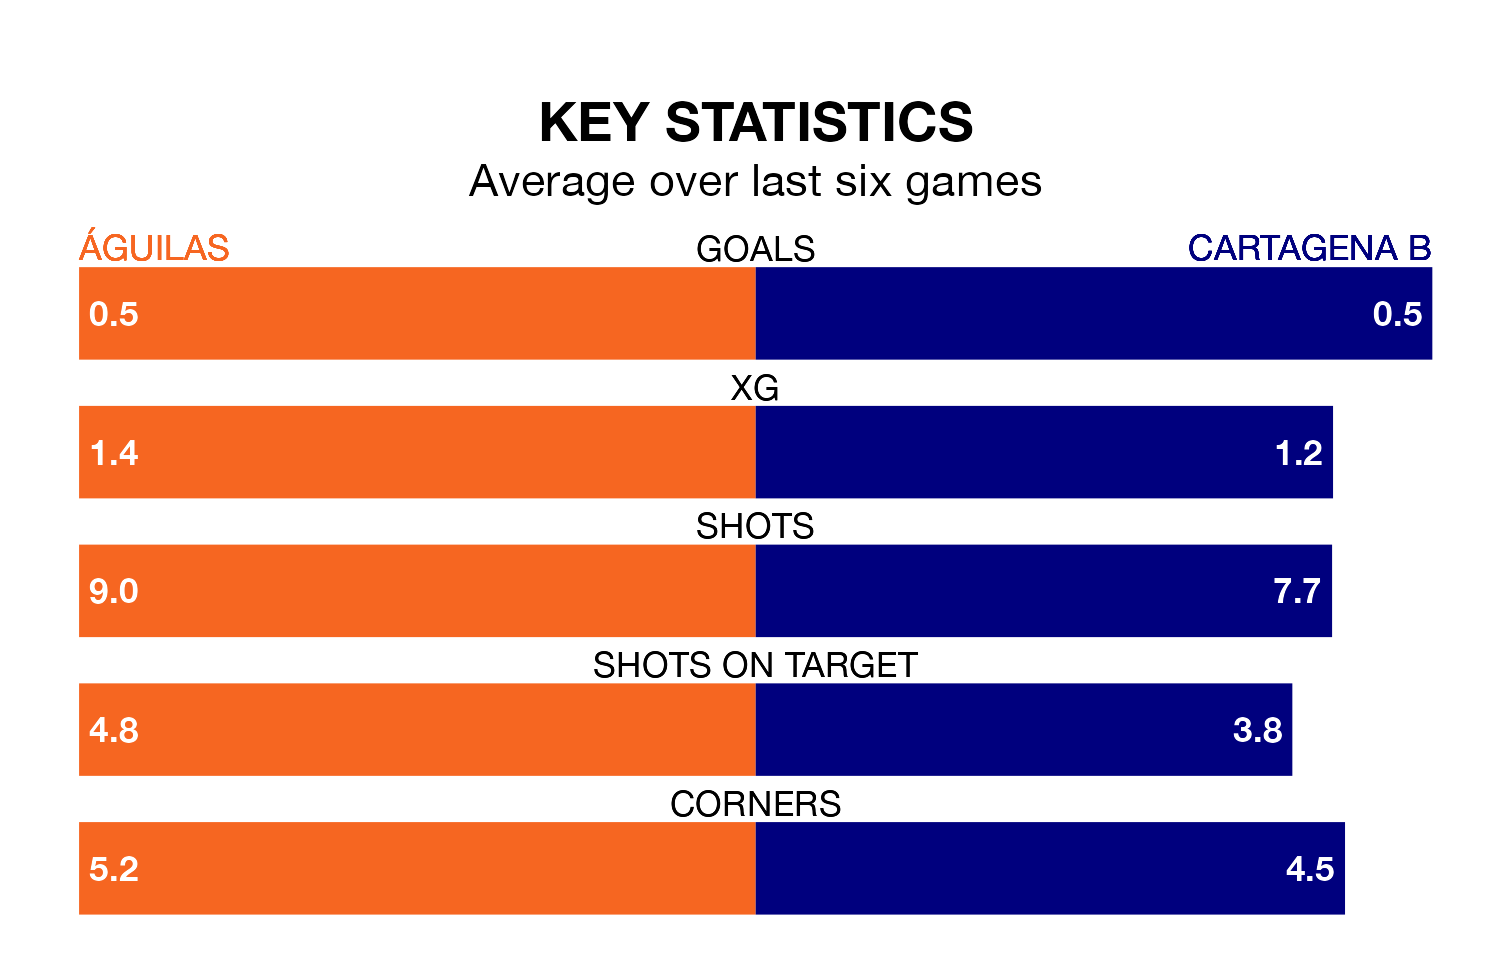 KEY STATISTICS
Average over last six games
ÁGUILAS GOALS CARTAGENA B
0.5 0.5
XG
1.4 1.2
SHOTS
9.0 7.7
SHOTS ON TARGET
4.8 3.8
CORNERS
5.2 4.5